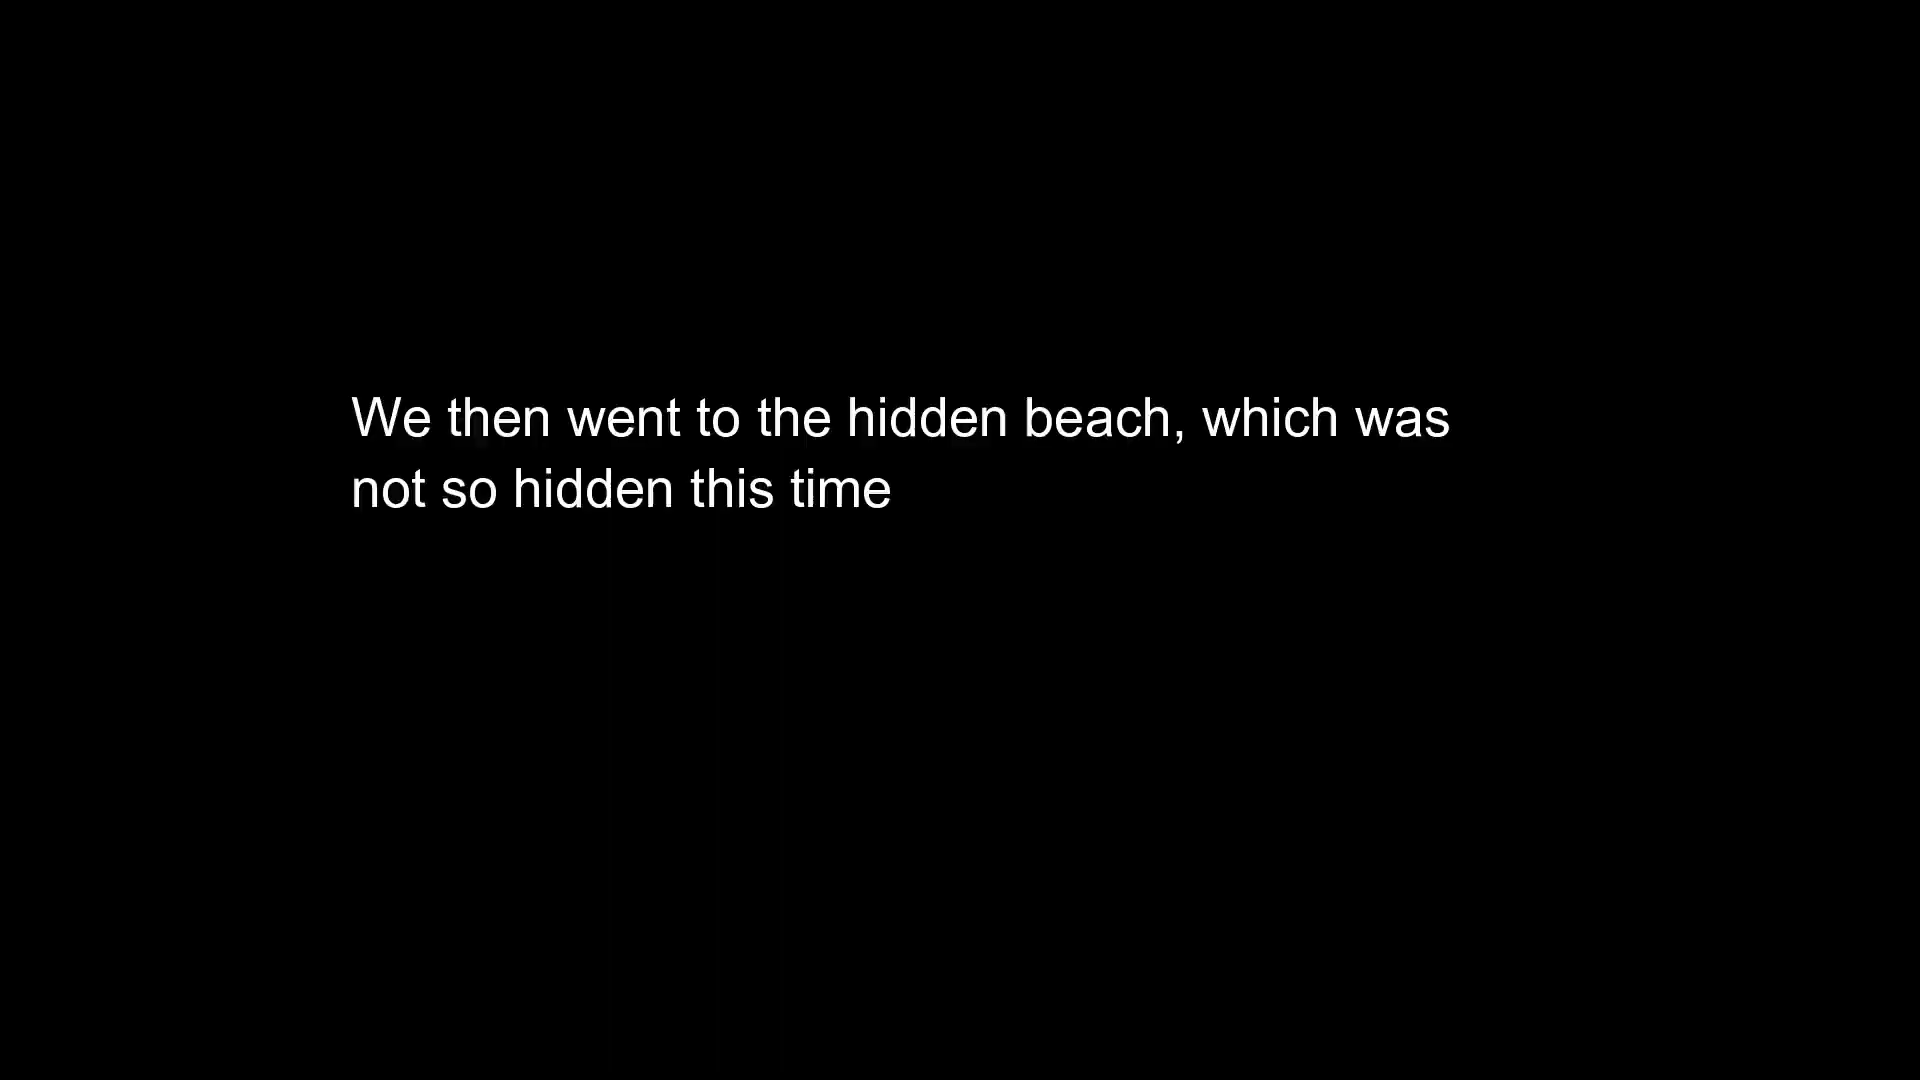 We then went to the hidden beach, which was
not so hidden this time